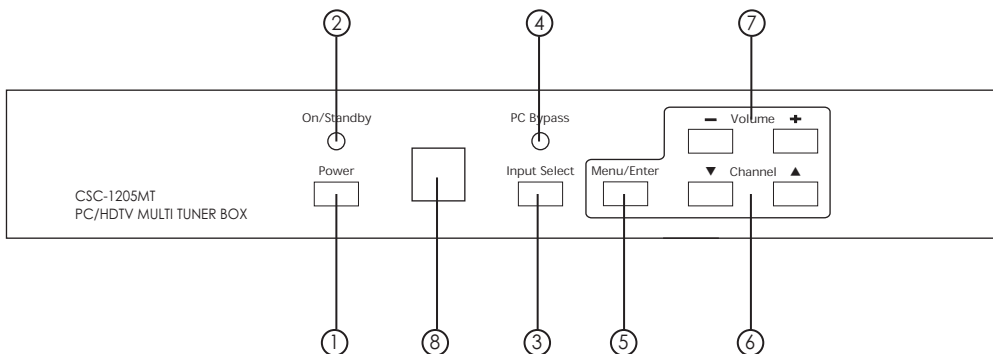 ② ④ ⑦
On/Standby PC Bypass − Volume +
Power Input Select Menu/Enter ▼ Channel ▲
CSC-1205MT
PC/HDTV MULTI TUNER BOX
① ⑧ ③ ⑤ ⑥